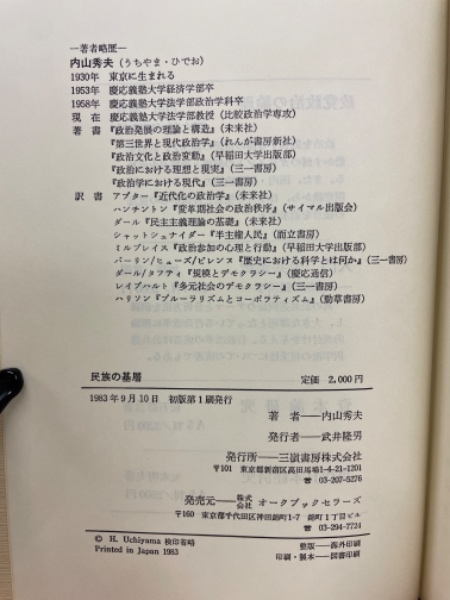 ―著者略歴―
内山秀夫（うちやま・ひでお）
1930年 東京に生まれる
1953年 慶応義塾大学経済学部卒
1958年 慶応義塾大学法学部政治学科卒
現在 慶応義塾大学法学部教授（比較政治学専攻）
著書 『政治発展の理論と構造』（未来社）
『第三世界と現代政治学』（れんが書房新社）
『政治文化と政治変動』（早稲田大学出版部）
『政治における理想と現実』（三一書房）
『政治学における現代』（三一書房）
訳書 アプター『近代化の政治学』（未来社）
ハンチントン『変革期社会の政治秩序』（サイマル出版会）
ダール『民主主義理論の基礎』（未来社）
シャットシュナイダー『半主権人民』（而立書房）
ミルブレイス『政治参加の心理と行動』（早稲田大学出版部）
バーリン/ヒューズ/ビレンヌ『歴史における科学とは何か』（三一書房）
ダール/タフティ『規模とデモクラシー』（慶応通信）
レイプハルト『多元社会のデモクラシー』（三一書房）
ハリソン『プルーラリズムとコーポラティズム』（勁草書房）
民族の基層 定価 2,000円
1983年9月10日 初版第1刷発行
著者―内山秀夫
発行者―武井隆男
発行所―三嶺書房株式会社
〒101 東京都新宿区高田馬場1-4-21-1201
☎ 03-207-5276
発売元―株式会社 オークブックセラーズ
〒160 東京都千代田区神田錦町1-7 錦町1丁目ビル
☎ 03-294-7724
© H. Uchiyama 検印省略
Printed in Japan 1983
整版―海外印刷
印刷・製本―図書印刷